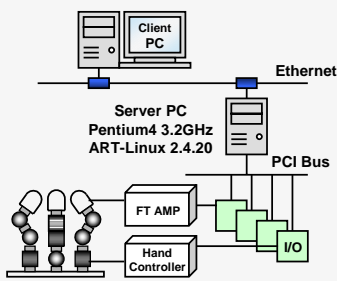 Client
PC
Ethernet
Server PC
Pentium4 3.2GHz
ART-Linux 2.4.20
PCI Bus
FT AMP
I/O
Hand
Controller